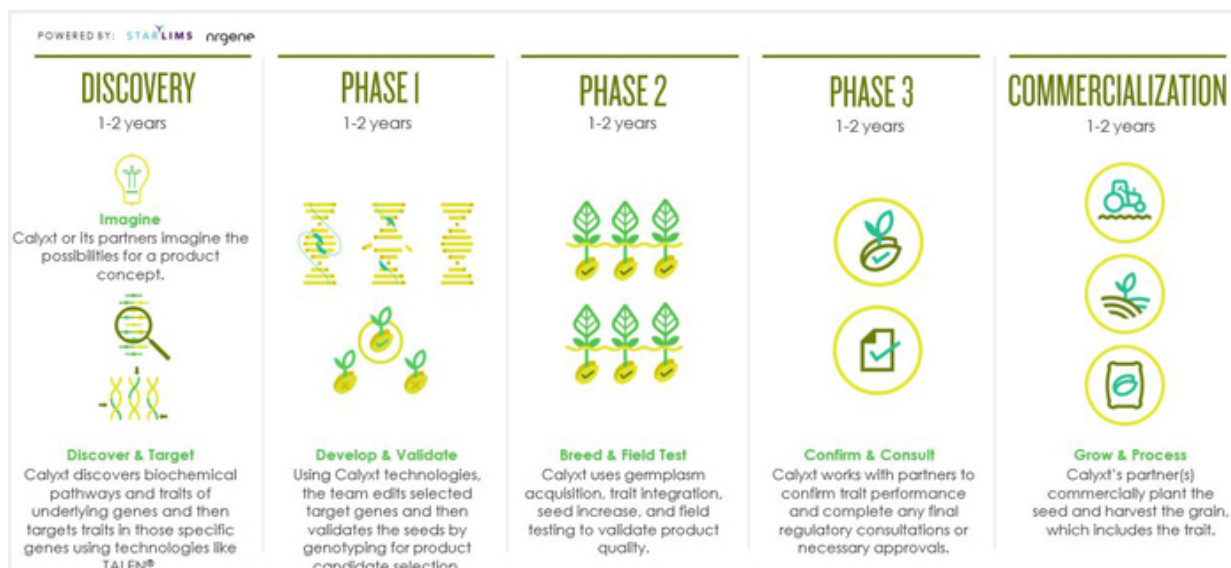 POWERED BY: STARLIMS nrgene
DISCOVERY
1-2 years
Imagine
Calyxt or its partners imagine the
possibilities for a product
concept.
Discover & Target
Calyxt discovers biochemical
pathways and traits of
underlying genes and then
targets traits in those specific
genes using technologies like
TALEN®
PHASE 1
1-2 years
Develop & Validate
Using Calyxt technologies,
the team edits selected
target genes and then
validates the seeds by
genotyping for product
candidate selection
PHASE 2
1-2 years
Breed & Field Test
Calyxt uses germplasm
acquisition, trait integration,
seed increase, and field
testing to validate product
quality.
PHASE 3
1-2 years
Confirm & Consult
Calyxt works with partners to
confirm trait performance
and complete any final
regulatory consultations or
necessary approvals.
COMMERCIALIZATION
1-2 years
Grow & Process
Calyxt's partner(s)
commercially plant the
seed and harvest the grain,
which includes the trait.